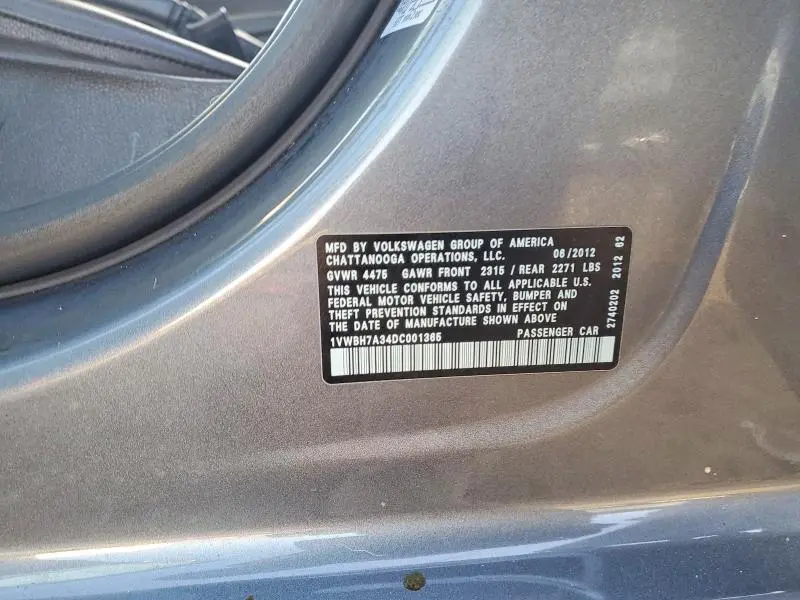 MFD BY VOLKSWAGEN GROUP OF AMERICA
CHATTANOOGA OPERATIONS, LLC. 06/2012
GVWR 4475 GAWR FRONT 2315 / REAR 2271 LBS
THIS VEHICLE CONFORMS TO ALL APPLICABLE U.S.
FEDERAL MOTOR VEHICLE SAFETY, BUMPER AND
THEFT PREVENTION STANDARDS IN EFFECT ON
THE DATE OF MANUFACTURE SHOWN ABOVE
1VWBH7A34DC001365 PASSENGER CAR
2740202 2012 62